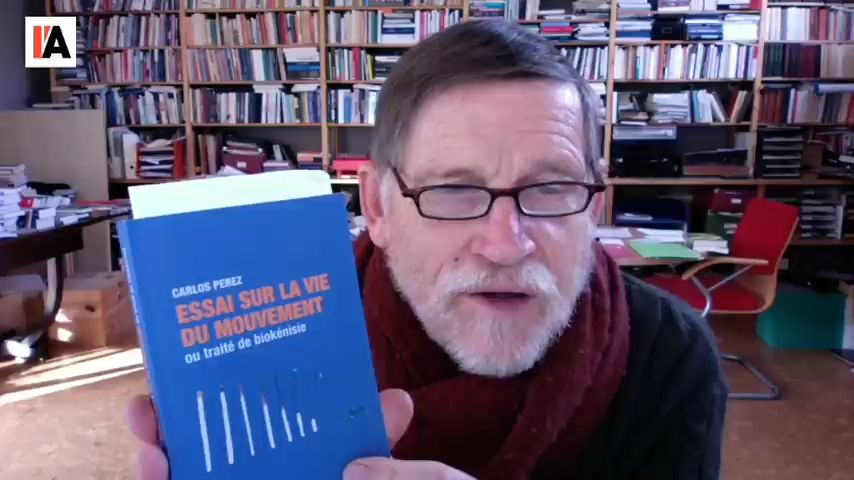 IA
CARLOS PEREZ
ESSAI SUR LA VIE
DU MOUVEMENT
ou traité de biokénisie